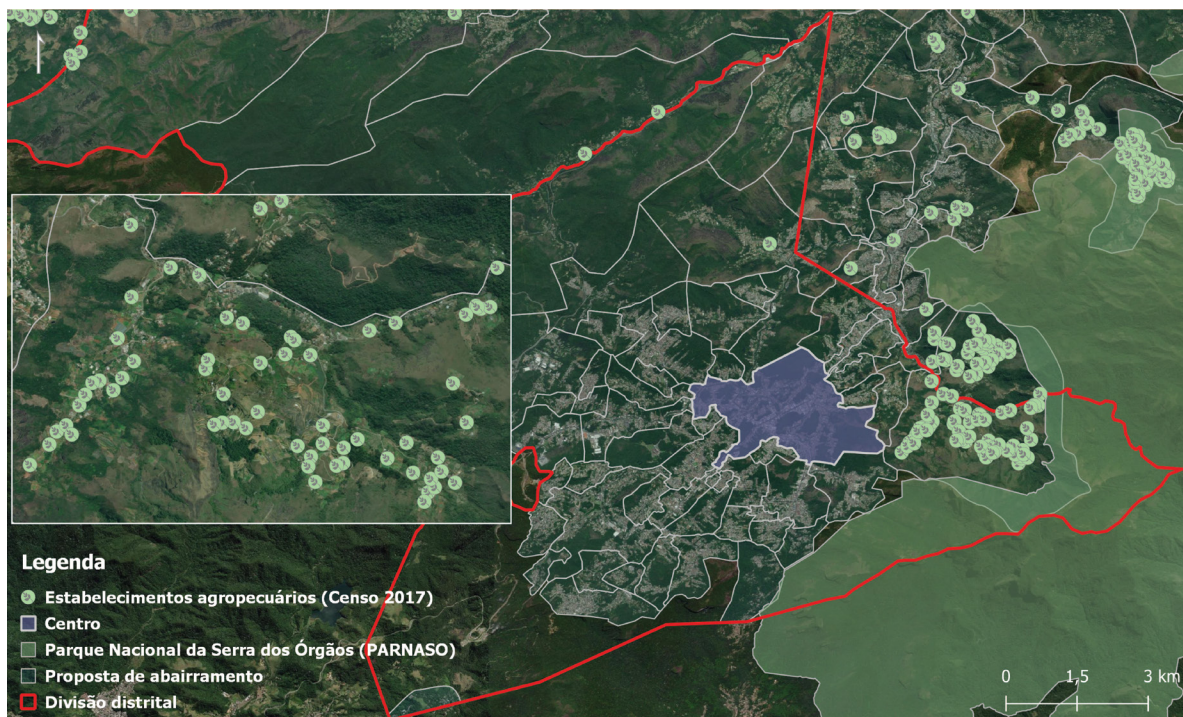 Legenda
Estabelecimentos agropecuários (Censo 2017)
Centro
Parque Nacional da Serra dos Órgãos (PARNASO)
Proposta de abairramento
Divisão distrital
0 1,5 3 km